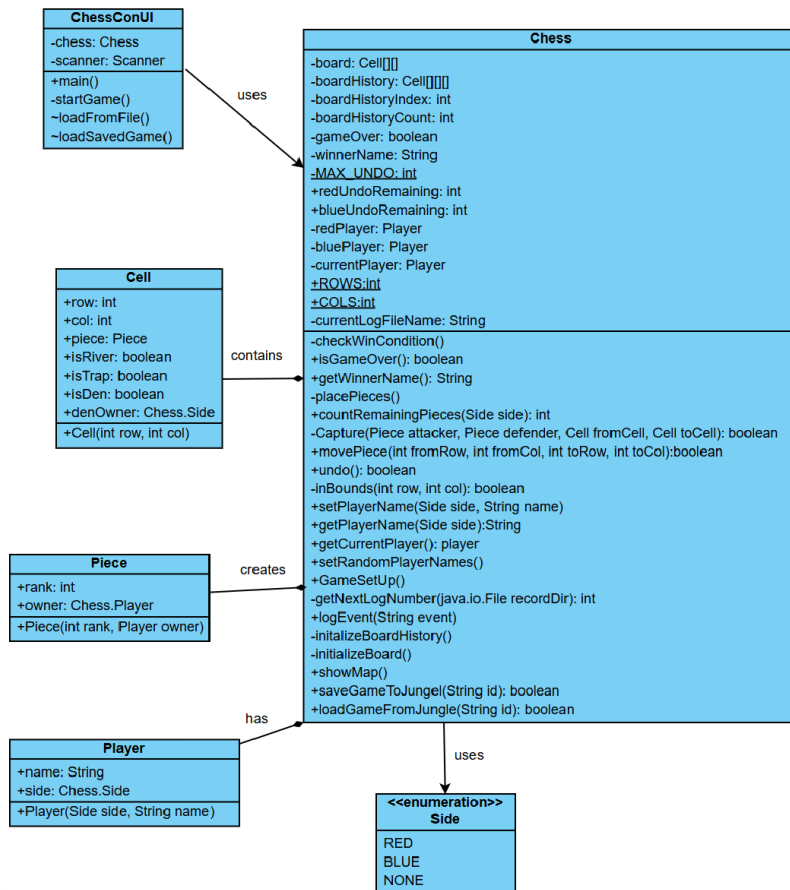 ChessConUI
-chess: Chess
-scanner: Scanner
+main()
-startGame()
~loadFromFile()
~loadSavedGame()
uses
Chess
-board: Cell[][]
-boardHistory: Cell[][][]
-boardHistoryIndex: int
-boardHistoryCount: int
-gameOver: boolean
-winnerName: String
-MAX_UNDO: int
+redUndoRemaining: int
+blueUndoRemaining: int
-redPlayer: Player
-bluePlayer: Player
-currentPlayer: Player
+ROWS:int
+COLS:int
-currentLogFileName: String
-checkWinCondition()
+isGameOver(): boolean
+getWinnerName(): String
-placePieces()
+countRemainingPieces(Side side): int
-Capture(Piece attacker, Piece defender, Cell fromCell, Cell toCell): boolean
+movePiece(int fromRow, int fromCol, int toRow, int toCol):boolean
+undo(): boolean
-inBounds(int row, int col): boolean
+setPlayerName(Side side, String name)
+getPlayerName(Side side):String
+getCurrentPlayer(): player
+setRandomPlayerNames()
+GameSetUp()
-getNextLogNumber(java.io.File recordDir): int
+logEvent(String event)
-initalizeBoardHistory()
-initializeBoard()
+showMap()
+saveGameToJungel(String id): boolean
+loadGameFromJungle(String id): boolean
Cell
+row: int
+col: int
+piece: Piece
+isRiver: boolean
+isTrap: boolean
+isDen: boolean
+denOwner: Chess.Side
+Cell(int row, int col)
contains
Piece
+rank: int
+owner: Chess.Player
+Piece(int rank, Player owner)
creates
Player
+name: String
+side: Chess.Side
+Player(Side side, String name)
has
uses
<<enumeration>>
Side
RED
BLUE
NONE